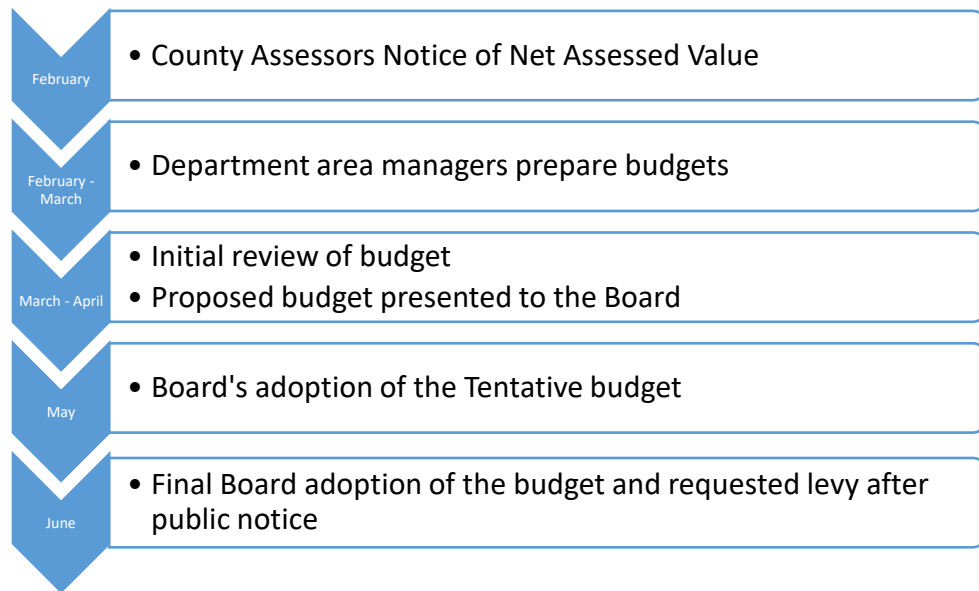 February
• County Assessors Notice of Net Assessed Value
February -
March
• Department area managers prepare budgets
March - April
• Initial review of budget
• Proposed budget presented to the Board
May
• Board's adoption of the Tentative budget
June
• Final Board adoption of the budget and requested levy after
public notice